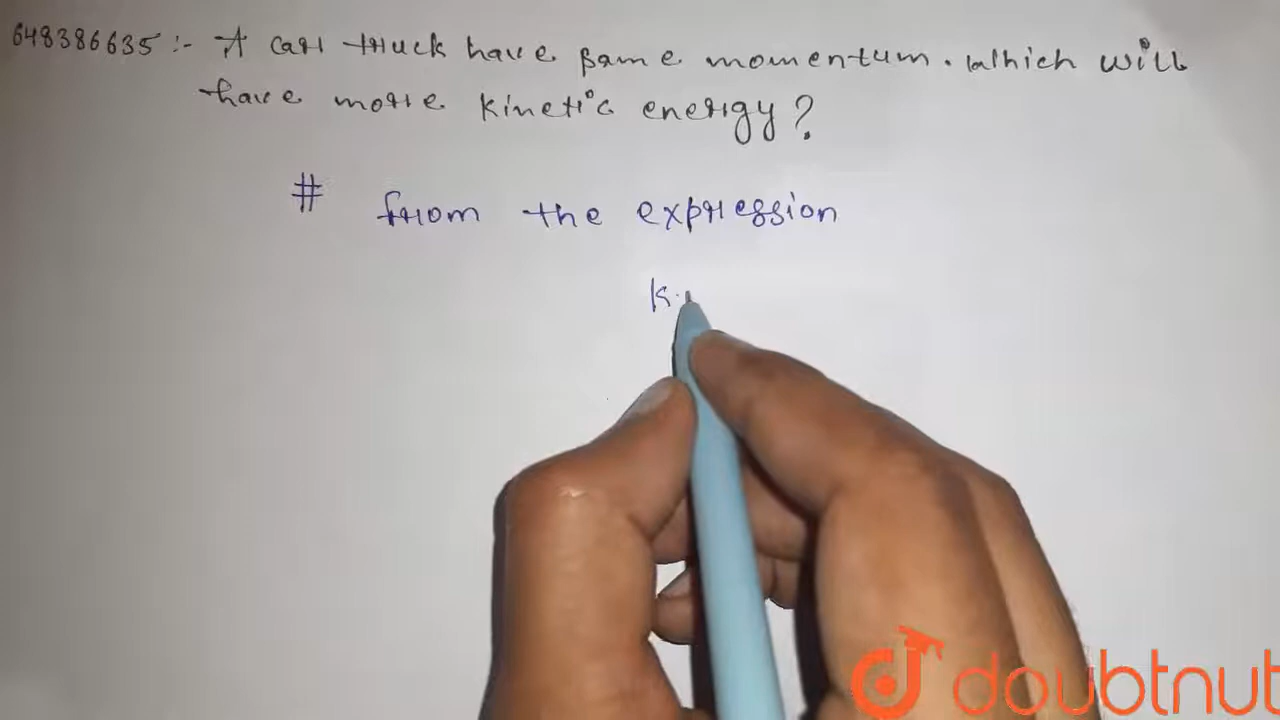 648386635:- A car truck have same momentum. which will
have more kinetic energy?
# from the expression
K.
doubtnut